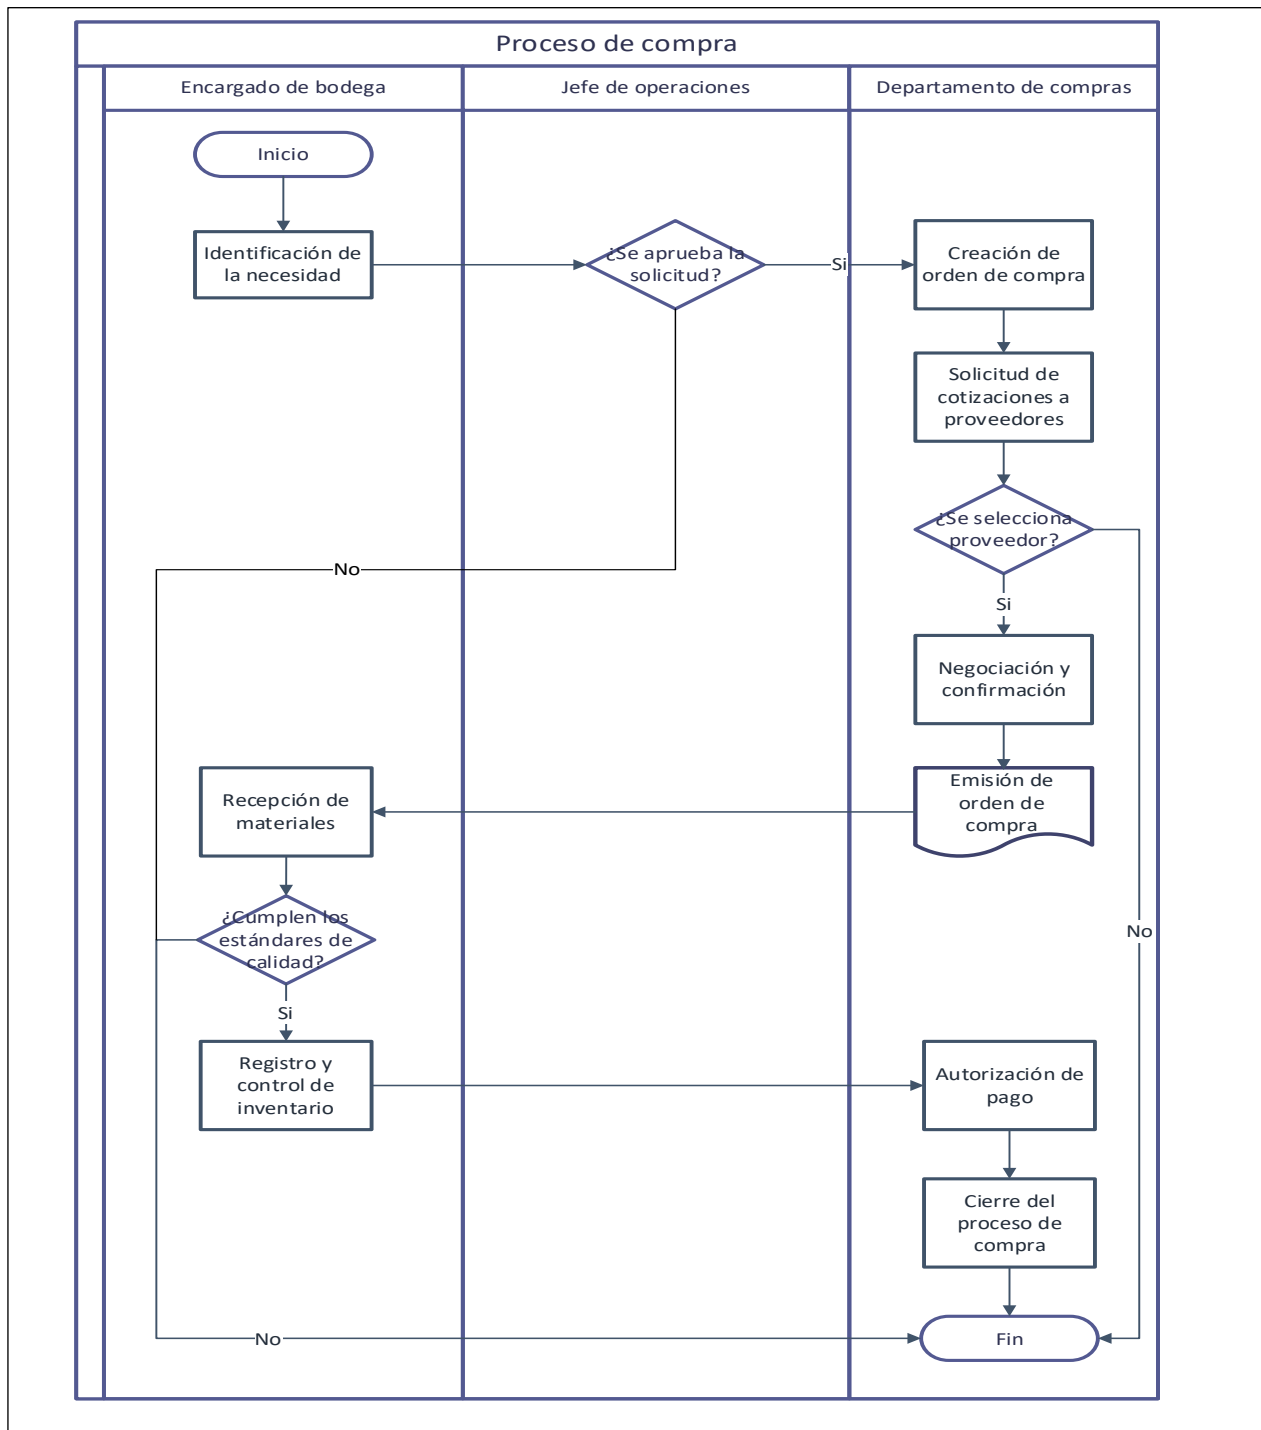 Proceso de compra
Encargado de bodega
Jefe de operaciones
Departamento de compras
Inicio
Identificación de
la necesidad
¿Se aprueba la
solicitud?
Si
Creación de
orden de compra
Solicitud de
cotizaciones a
proveedores
¿Se selecciona
proveedor?
No
Si
Negociación y
confirmación
Recepción de
materiales
Emisión de
orden de
compra
¿Cumplen los
estándares de
calidad?
No
Si
Registro y
control de
inventario
Autorización de
pago
Cierre del
proceso de
compra
No
Fin